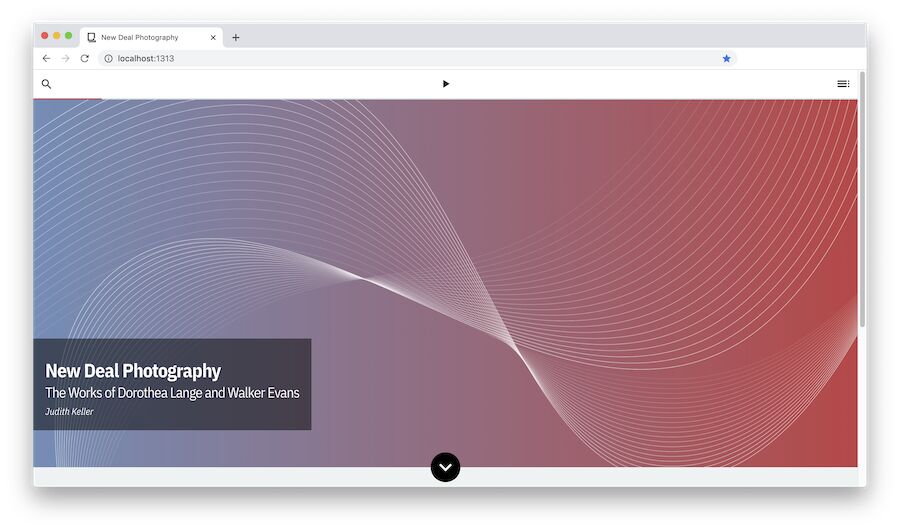 New Deal Photography
localhost:1313
New Deal Photography
The Works of Dorothea Lange and Walker Evans
Judith Keller